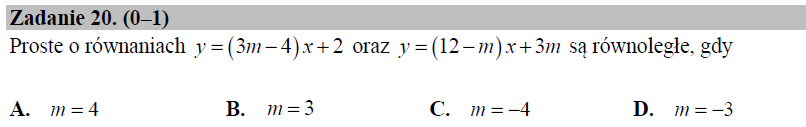 Zadanie 20. (0–1)
Proste o równaniach y = (3m − 4)x + 2 oraz y = (12 − m)x + 3m są równoległe, gdy
A. m = 4 B. m = 3 C. m = −4 D. m = −3